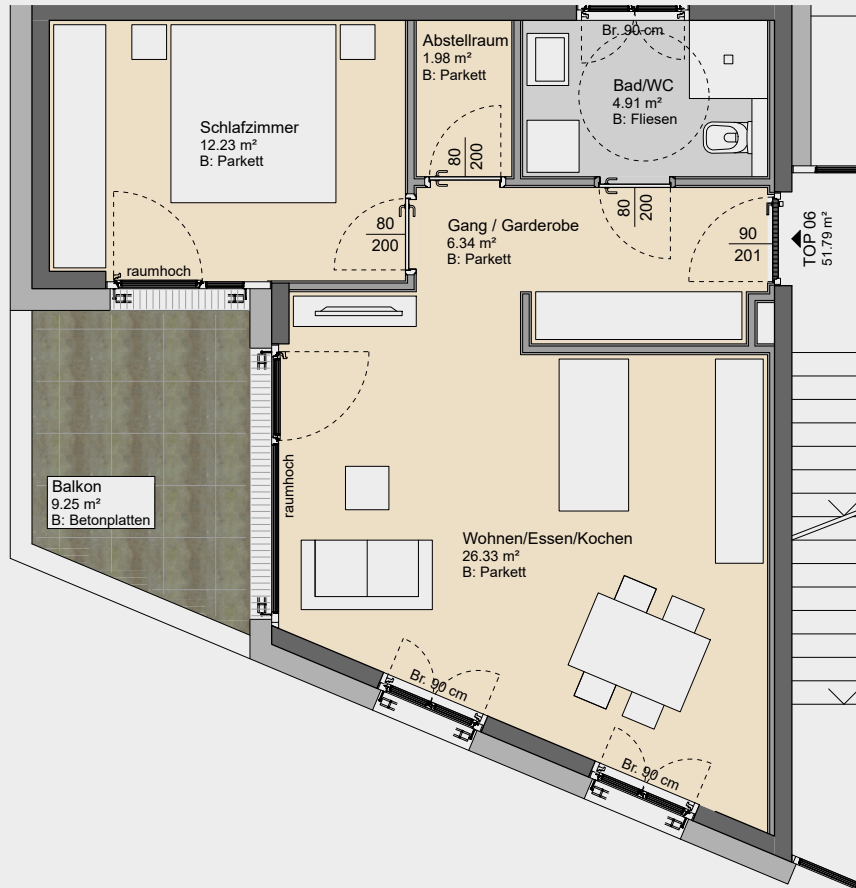 Br. 90 cm
Abstellraum
1.98 m²
B: Parkett
Bad/WC
4.91 m²
B: Fliesen
Schlafzimmer
12.23 m²
B: Parkett
80
200
80
200
80
200
Gang / Garderobe
6.34 m²
B: Parkett
90
201
TOP 06
51.79 m²
raumhoch
raumhoch
Balkon
9.25 m²
B: Betonplatten
Wohnen/Essen/Kochen
26.33 m²
B: Parkett
Br. 90 cm
Br. 90 cm